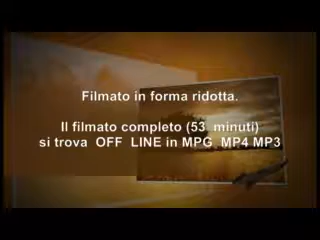 Filmato in forma ridotta.
Il filmato completo (53 minuti)
si trova OFF LINE in MPG MP4 MP3